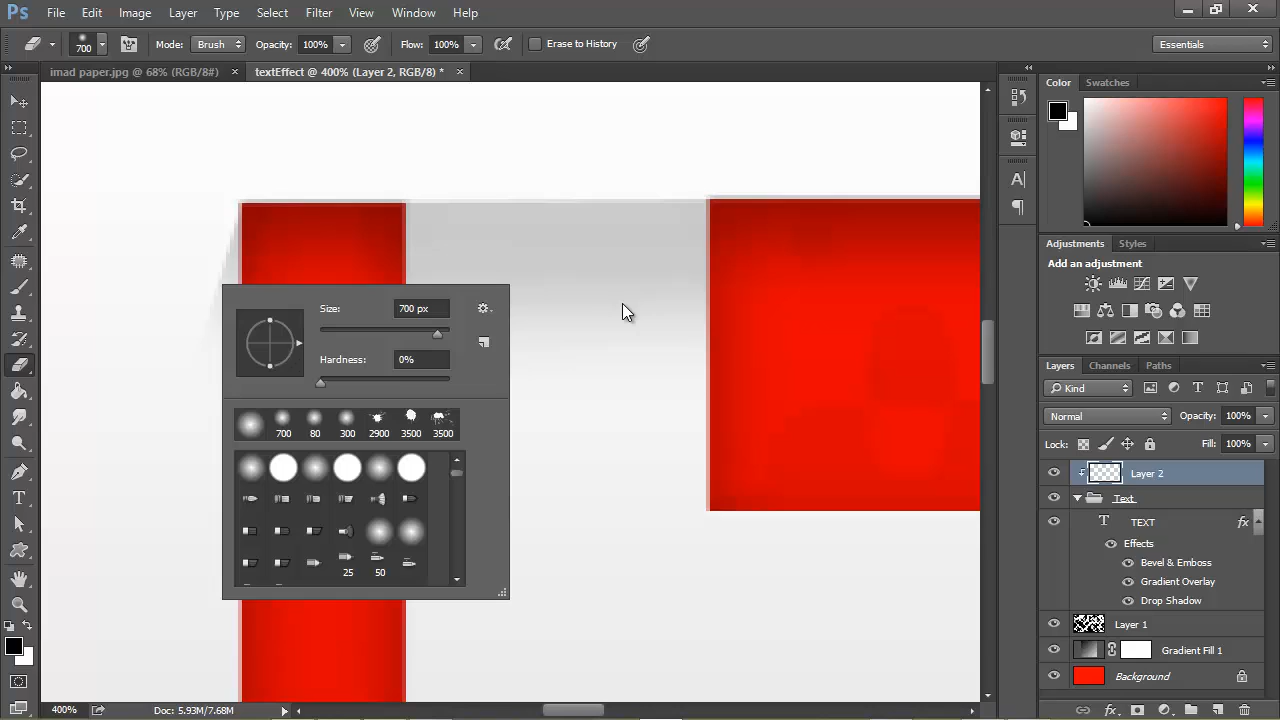 Ps File Edit Image Layer Type Select Filter View Window Help
700 Mode: Brush Opacity: 100% Flow: 100% Erase to History Essentials
imad paper.jpg @ 68% (RGB/8#) × textEffect @ 400% (Layer 2, RGB/8) * ×
Color Swatches
Adjustments Styles
Add an adjustment
Size: 700 px
Hardness: 0%
700 80 300 2900 3500 3500
25 50
Layers Channels Paths
Kind
Normal Opacity: 100%
Lock: Fill: 100%
Layer 2
Text
T TEXT fx
Effects
Bevel & Emboss
Gradient Overlay
Drop Shadow
Layer 1
Gradient Fill 1
Background
400% Doc: 5.93M/7.68M